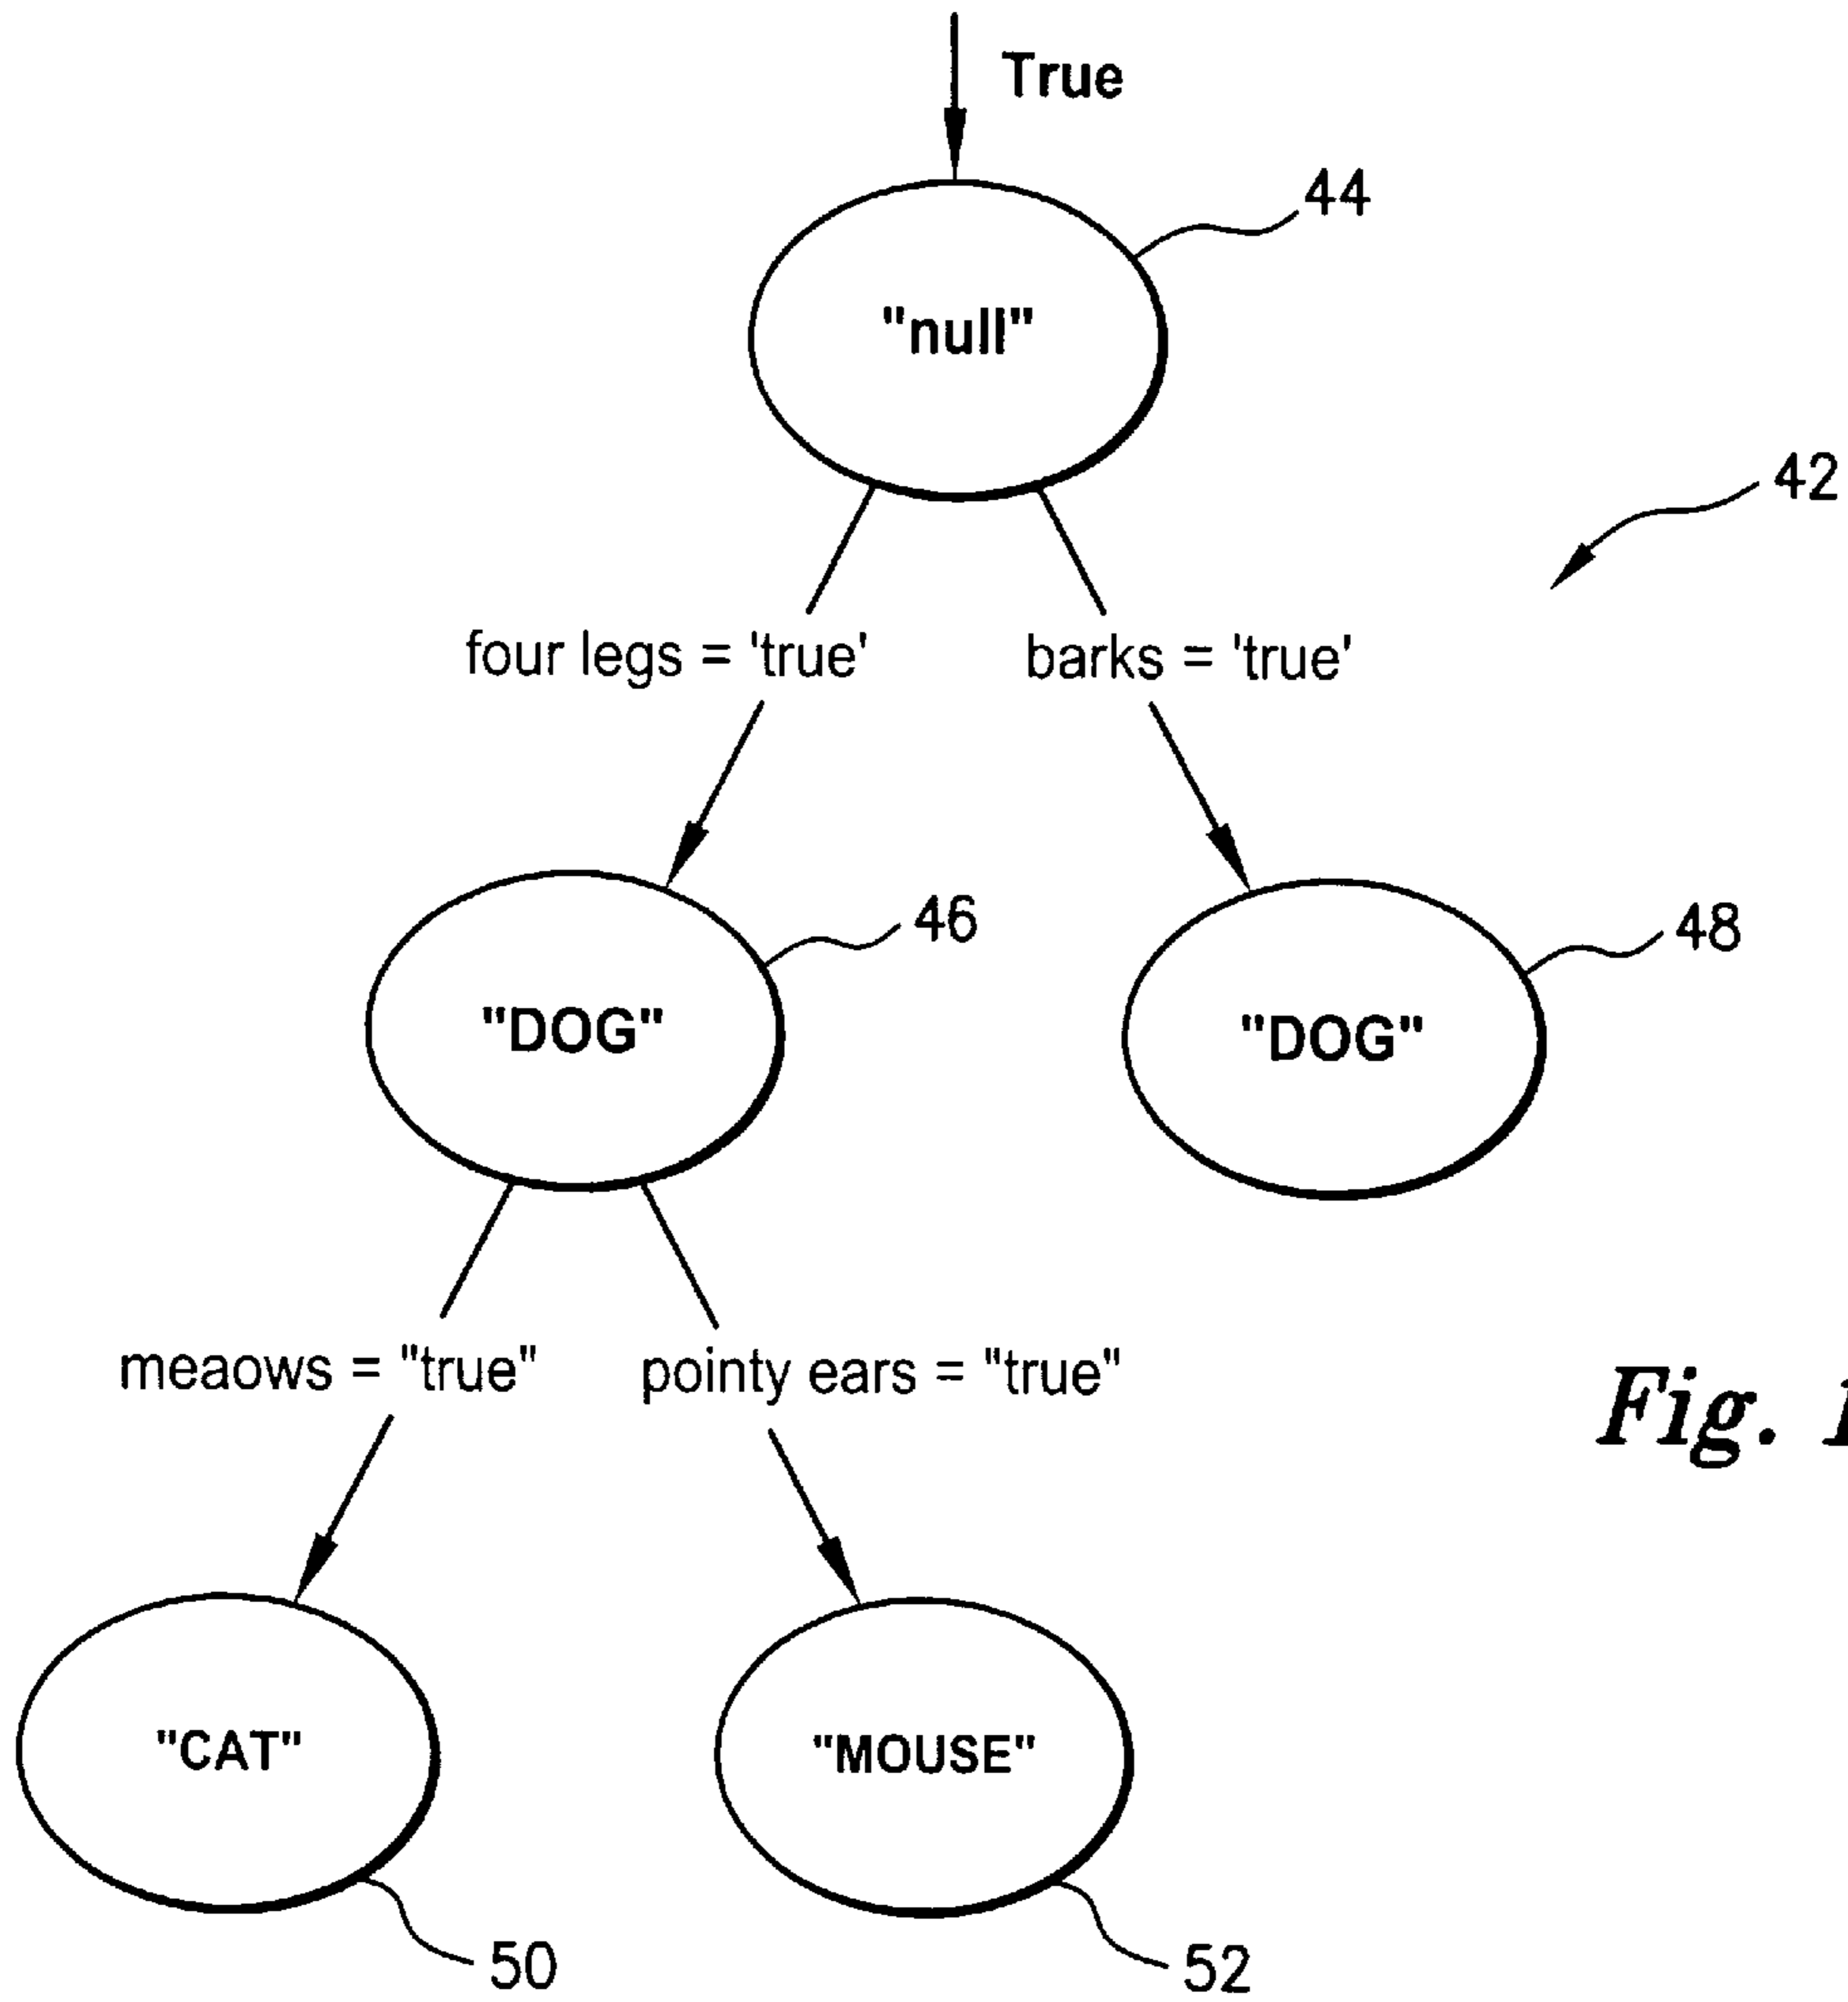 True
44
"null"
42
four legs = 'true'
barks = 'true'
46
48
"DOG"
"DOG"
meaows = "true"
pointy ears = "true"
Fig.
"CAT"
"MOUSE"
50
52